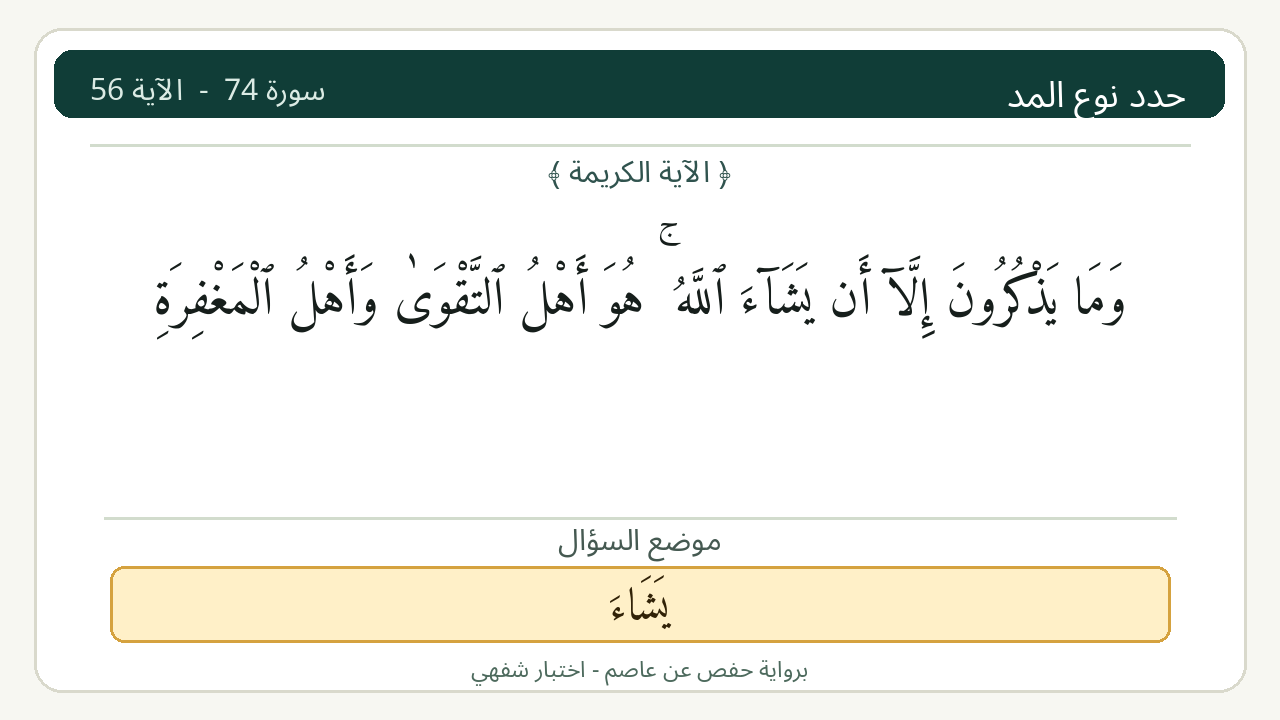 حدد نوع المد
سورة 74 - الآية 56
﴿ الآية الكريمة ﴾
وَمَا يَذْكُرُونَ إِلَّآ أَن يَشَآءَ ٱللَّهُ ۚ هُوَ أَهْلُ ٱلتَّقْوَىٰ وَأَهْلُ ٱلْمَغْفِرَةِ
موضع السؤال
يَشَاءَ
برواية حفص عن عاصم - اختبار شفهي